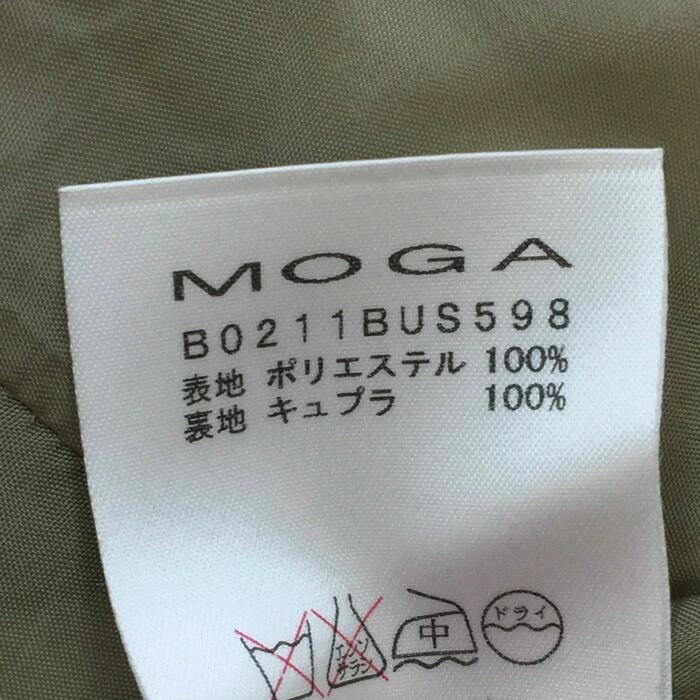 MOGA
B0211BUS598
表地 ポリエステル 100%
裏地 キュプラ 100%
エンソ サラシ 中 ドライ